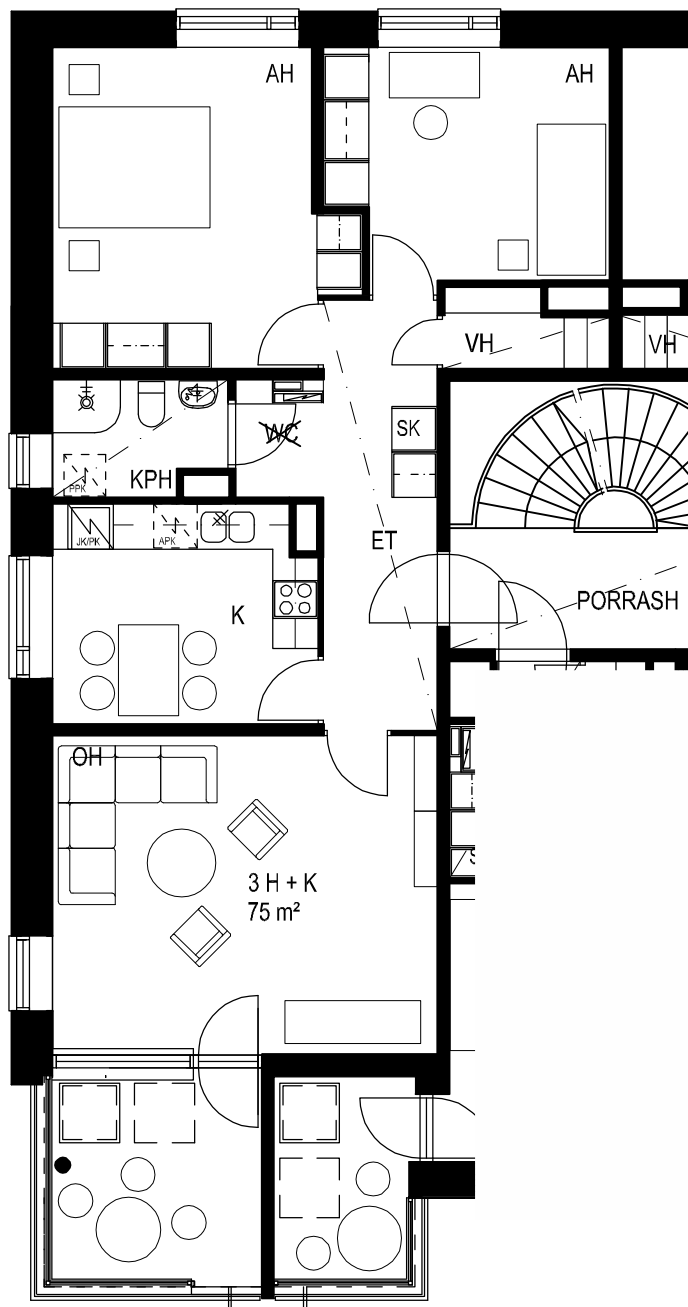 AH
AH
VH
VH
WC
SK
KPH
PPK
JK/PK
APK
ET
K
PORRASH
OH
3 H + K
75 m²
S